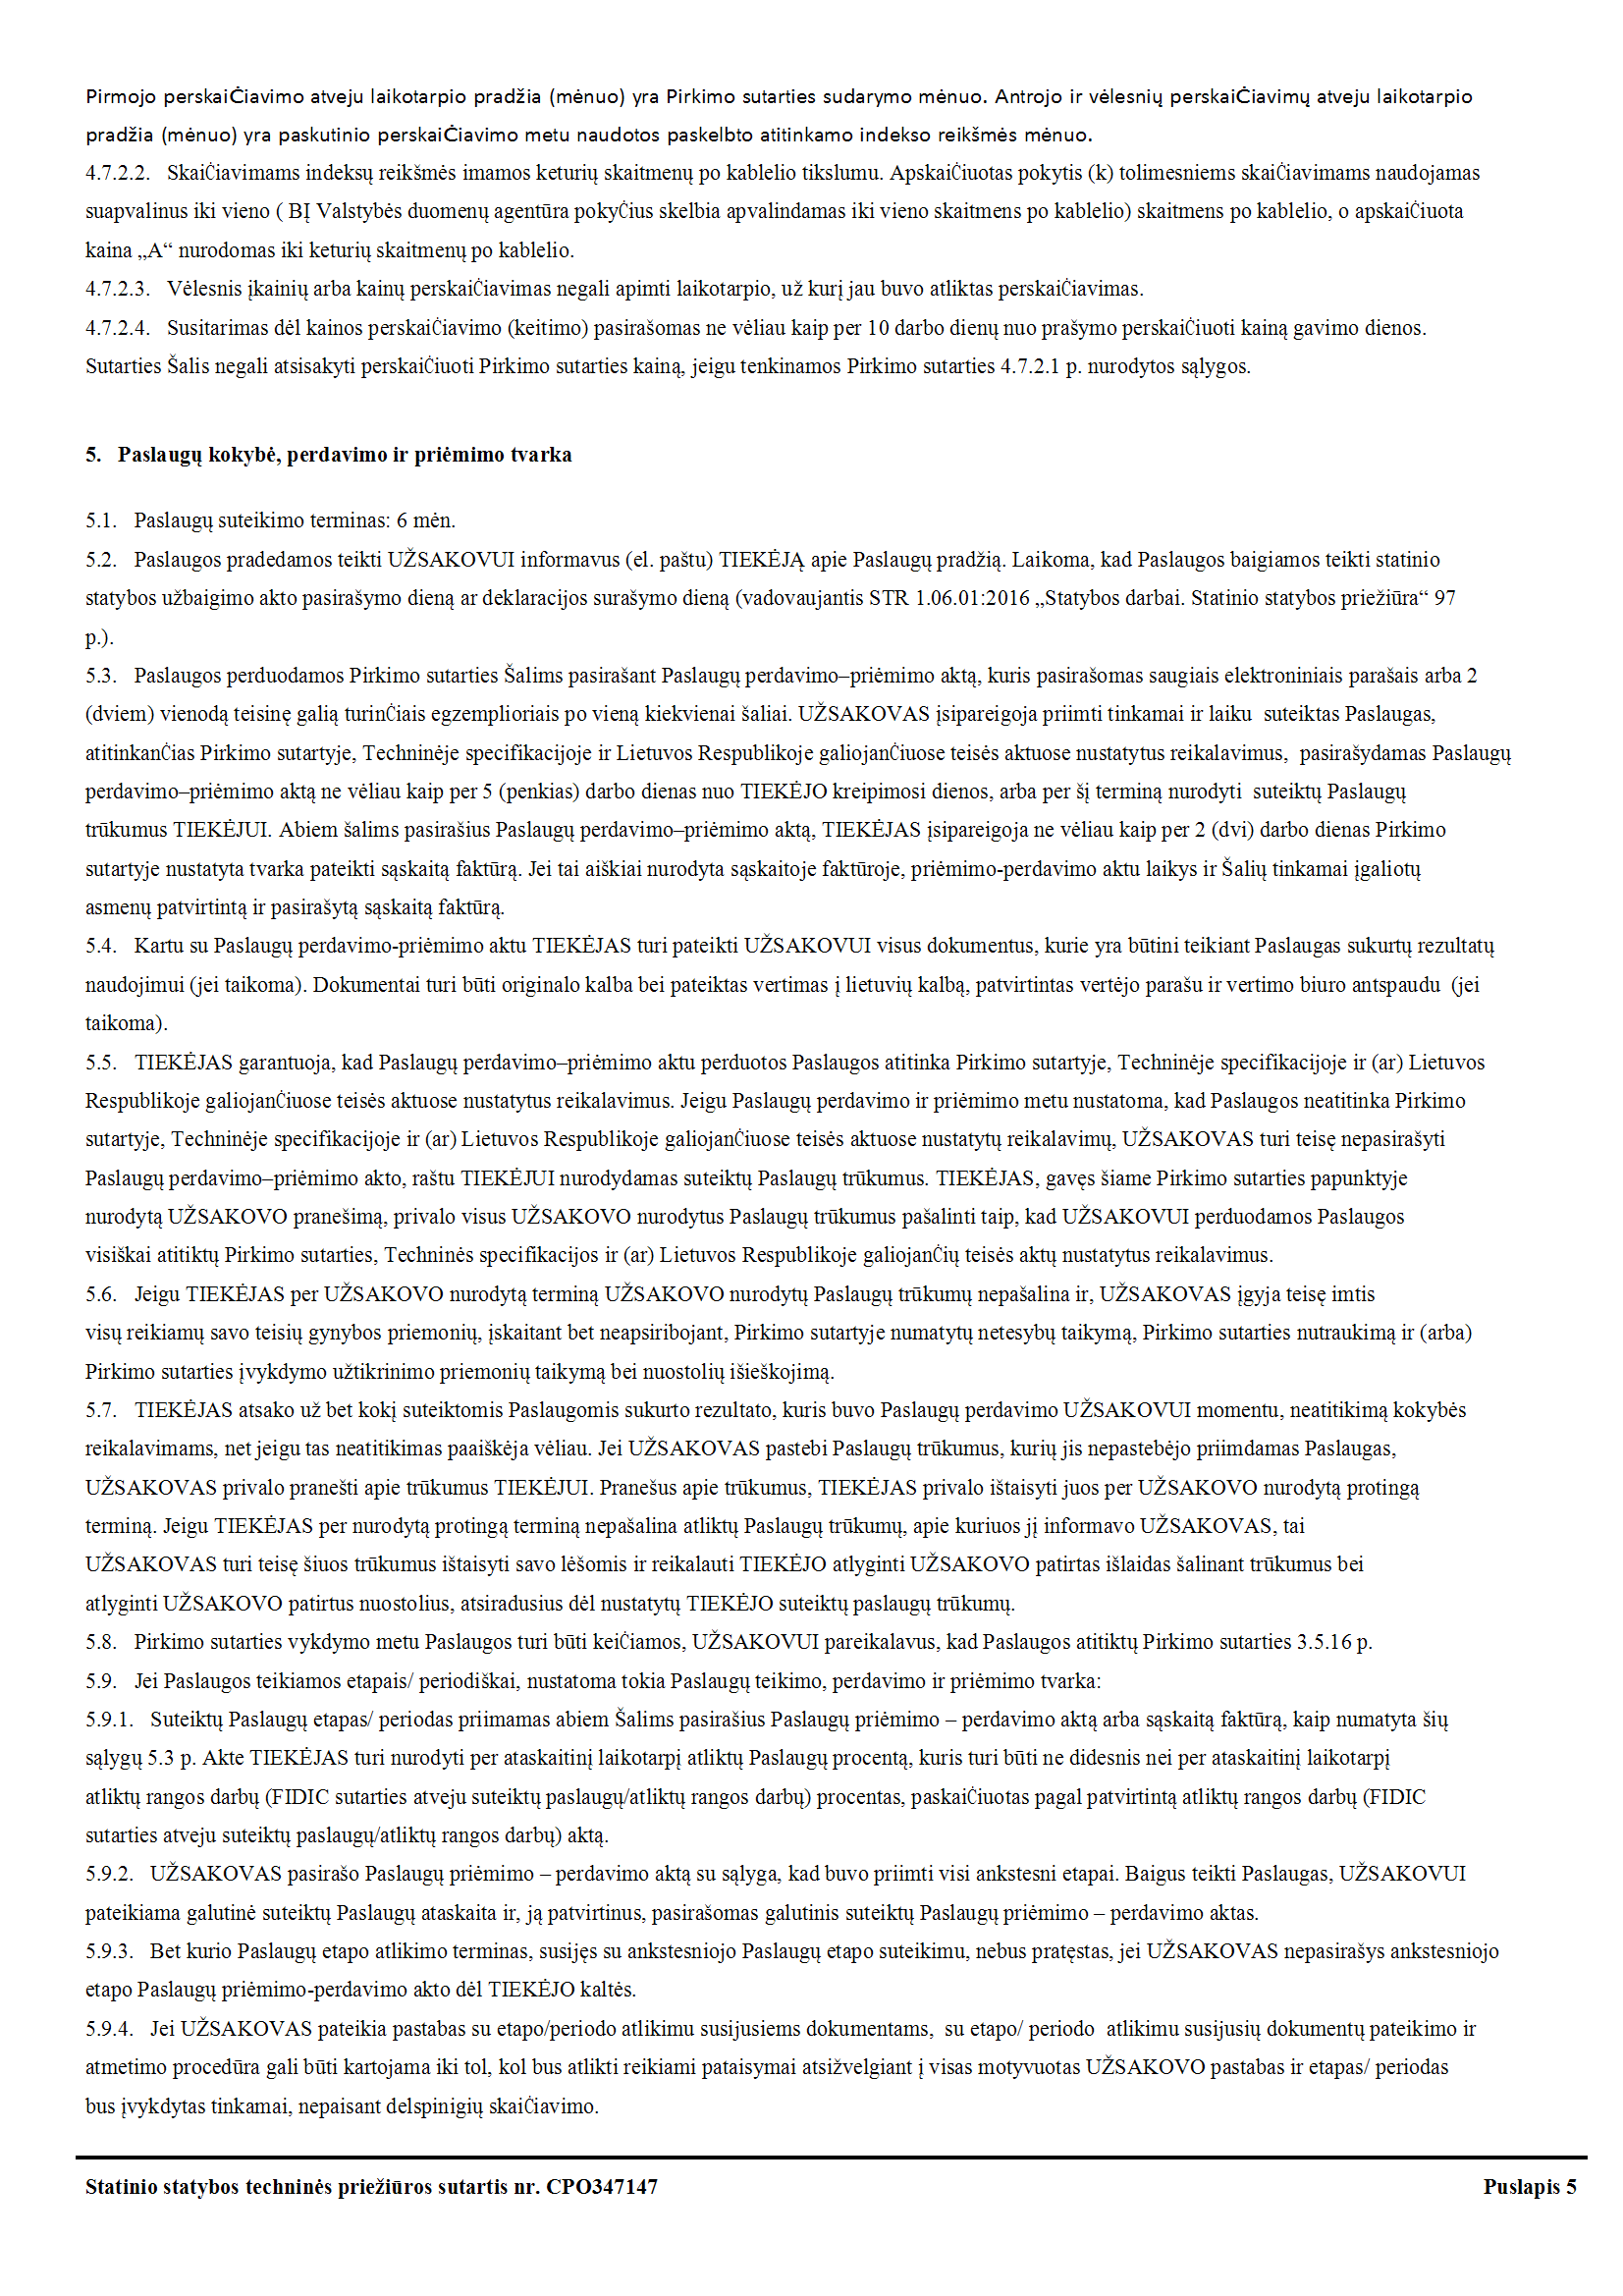 Pirmojo perskaiČiavimo atveju laikotarpio pradžia (mėnuo) yra Pirkimo sutarties sudarymo mėnuo. Antrojo ir vėlesnių perskaiČiavimų atveju laikotarpio
pradžia (mėnuo) yra paskutinio perskaiČiavimo metu naudotos paskelbto atitinkamo indekso reikšmės mėnuo.
4.7.2.2. SkaiČiavimams indeksų reikšmės imamos keturių skaitmenų po kablelio tikslumu. ApskaiČiuotas pokytis (k) tolimesniems skaiČiavimams naudojamas
suapvalinus iki vieno ( BĮ Valstybės duomenų agentūra pokyČius skelbia apvalindamas iki vieno skaitmens po kablelio) skaitmens po kablelio, o apskaiČiuota
kaina „A“ nurodomas iki keturių skaitmenų po kablelio.
4.7.2.3. Vėlesnis įkainių arba kainų perskaiČiavimas negali apimti laikotarpio, už kurį jau buvo atliktas perskaiČiavimas.
4.7.2.4. Susitarimas dėl kainos perskaiČiavimo (keitimo) pasirašomas ne vėliau kaip per 10 darbo dienų nuo prašymo perskaiČiuoti kainą gavimo dienos.
Sutarties Šalis negali atsisakyti perskaiČiuoti Pirkimo sutarties kainą, jeigu tenkinamos Pirkimo sutarties 4.7.2.1 p. nurodytos sąlygos.
5. Paslaugų kokybė, perdavimo ir priėmimo tvarka
5.1. Paslaugų suteikimo terminas: 6 mėn.
5.2. Paslaugos pradedamos teikti UŽSAKOVUI informavus (el. paštu) TIEKĖJĄ apie Paslaugų pradžią. Laikoma, kad Paslaugos baigiamos teikti statinio
statybos užbaigimo akto pasirašymo dieną ar deklaracijos surašymo dieną (vadovaujantis STR 1.06.01:2016 „Statybos darbai. Statinio statybos priežiūra“ 97
p.).
5.3. Paslaugos perduodamos Pirkimo sutarties Šalims pasirašant Paslaugų perdavimo–priėmimo aktą, kuris pasirašomas saugiais elektroniniais parašais arba 2
(dviem) vienodą teisinę galią turinČiais egzemplioriais po vieną kiekvienai šaliai. UŽSAKOVAS įsipareigoja priimti tinkamai ir laiku suteiktas Paslaugas,
atitinkanČias Pirkimo sutartyje, Techninėje specifikacijoje ir Lietuvos Respublikoje galiojanČiuose teisės aktuose nustatytus reikalavimus, pasirašydamas Paslaugų
perdavimo–priėmimo aktą ne vėliau kaip per 5 (penkias) darbo dienas nuo TIEKĖJO kreipimosi dienos, arba per šį terminą nurodyti suteiktų Paslaugų
trūkumus TIEKĖJUI. Abiem šalims pasirašius Paslaugų perdavimo–priėmimo aktą, TIEKĖJAS įsipareigoja ne vėliau kaip per 2 (dvi) darbo dienas Pirkimo
sutartyje nustatyta tvarka pateikti sąskaitą faktūrą. Jei tai aiškiai nurodyta sąskaitoje faktūroje, priėmimo-perdavimo aktu laikys ir Šalių tinkamai įgaliotų
asmenų patvirtintą ir pasirašytą sąskaitą faktūrą.
5.4. Kartu su Paslaugų perdavimo-priėmimo aktu TIEKĖJAS turi pateikti UŽSAKOVUI visus dokumentus, kurie yra būtini teikiant Paslaugas sukurtų rezultatų
naudojimui (jei taikoma). Dokumentai turi būti originalo kalba bei pateiktas vertimas į lietuvių kalbą, patvirtintas vertėjo parašu ir vertimo biuro antspaudu (jei
taikoma).
5.5. TIEKĖJAS garantuoja, kad Paslaugų perdavimo–priėmimo aktu perduotos Paslaugos atitinka Pirkimo sutartyje, Techninėje specifikacijoje ir (ar) Lietuvos
Respublikoje galiojanČiuose teisės aktuose nustatytus reikalavimus. Jeigu Paslaugų perdavimo ir priėmimo metu nustatoma, kad Paslaugos neatitinka Pirkimo
sutartyje, Techninėje specifikacijoje ir (ar) Lietuvos Respublikoje galiojanČiuose teisės aktuose nustatytų reikalavimų, UŽSAKOVAS turi teisę nepasirašyti
Paslaugų perdavimo–priėmimo akto, raštu TIEKĖJUI nurodydamas suteiktų Paslaugų trūkumus. TIEKĖJAS, gavęs šiame Pirkimo sutarties papunktyje
nurodytą UŽSAKOVO pranešimą, privalo visus UŽSAKOVO nurodytus Paslaugų trūkumus pašalinti taip, kad UŽSAKOVUI perduodamos Paslaugos
visiškai atitiktų Pirkimo sutarties, Techninės specifikacijos ir (ar) Lietuvos Respublikoje galiojanČių teisės aktų nustatytus reikalavimus.
5.6. Jeigu TIEKĖJAS per UŽSAKOVO nurodytą terminą UŽSAKOVO nurodytų Paslaugų trūkumų nepašalina ir, UŽSAKOVAS įgyja teisę imtis
visų reikiamų savo teisių gynybos priemonių, įskaitant bet neapsiribojant, Pirkimo sutartyje numatytų netesybų taikymą, Pirkimo sutarties nutraukimą ir (arba)
Pirkimo sutarties įvykdymo užtikrinimo priemonių taikymą bei nuostolių išieškojimą.
5.7. TIEKĖJAS atsako už bet kokį suteiktomis Paslaugomis sukurto rezultato, kuris buvo Paslaugų perdavimo UŽSAKOVUI momentu, neatitikimą kokybės
reikalavimams, net jeigu tas neatitikimas paaiškėja vėliau. Jei UŽSAKOVAS pastebi Paslaugų trūkumus, kurių jis nepastebėjo priimdamas Paslaugas,
UŽSAKOVAS privalo pranešti apie trūkumus TIEKĖJUI. Pranešus apie trūkumus, TIEKĖJAS privalo ištaisyti juos per UŽSAKOVO nurodytą protingą
terminą. Jeigu TIEKĖJAS per nurodytą protingą terminą nepašalina atliktų Paslaugų trūkumų, apie kuriuos jį informavo UŽSAKOVAS, tai
UŽSAKOVAS turi teisę šiuos trūkumus ištaisyti savo lėšomis ir reikalauti TIEKĖJO atlyginti UŽSAKOVO patirtas išlaidas šalinant trūkumus bei
atlyginti UŽSAKOVO patirtus nuostolius, atsiradusius dėl nustatytų TIEKĖJO suteiktų paslaugų trūkumų.
5.8. Pirkimo sutarties vykdymo metu Paslaugos turi būti keiČiamos, UŽSAKOVUI pareikalavus, kad Paslaugos atitiktų Pirkimo sutarties 3.5.16 p.
5.9. Jei Paslaugos teikiamos etapais/ periodiškai, nustatoma tokia Paslaugų teikimo, perdavimo ir priėmimo tvarka:
5.9.1. Suteiktų Paslaugų etapas/ periodas priimamas abiem Šalims pasirašius Paslaugų priėmimo – perdavimo aktą arba sąskaitą faktūrą, kaip numatyta šių
sąlygų 5.3 p. Akte TIEKĖJAS turi nurodyti per ataskaitinį laikotarpį atliktų Paslaugų procentą, kuris turi būti ne didesnis nei per ataskaitinį laikotarpį
atliktų rangos darbų (FIDIC sutarties atveju suteiktų paslaugų/atliktų rangos darbų) procentas, paskaiČiuotas pagal patvirtintą atliktų rangos darbų (FIDIC
sutarties atveju suteiktų paslaugų/atliktų rangos darbų) aktą.
5.9.2. UŽSAKOVAS pasirašo Paslaugų priėmimo – perdavimo aktą su sąlyga, kad buvo priimti visi ankstesni etapai. Baigus teikti Paslaugas, UŽSAKOVUI
pateikiama galutinė suteiktų Paslaugų ataskaita ir, ją patvirtinus, pasirašomas galutinis suteiktų Paslaugų priėmimo – perdavimo aktas.
5.9.3. Bet kurio Paslaugų etapo atlikimo terminas, susijęs su ankstesniojo Paslaugų etapo suteikimu, nebus pratęstas, jei UŽSAKOVAS nepasirašys ankstesniojo
etapo Paslaugų priėmimo-perdavimo akto dėl TIEKĖJO kaltės.
5.9.4. Jei UŽSAKOVAS pateikia pastabas su etapo/periodo atlikimu susijusiems dokumentams, su etapo/ periodo atlikimu susijusių dokumentų pateikimo ir
atmetimo procedūra gali būti kartojama iki tol, kol bus atlikti reikiami pataisymai atsižvelgiant į visas motyvuotas UŽSAKOVO pastabas ir etapas/ periodas
bus įvykdytas tinkamai, nepaisant delspinigių skaiČiavimo.
Statinio statybos techninės priežiūros sutartis nr. CPO347147 Puslapis 5